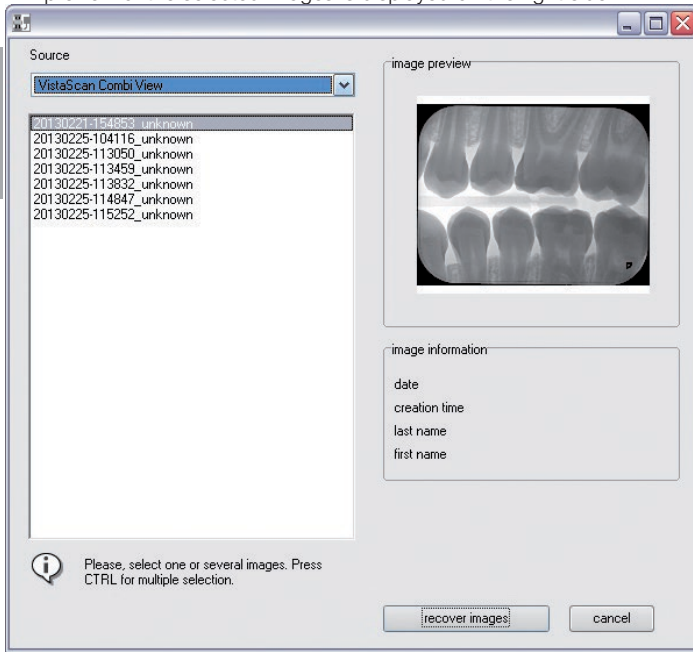 Source
VistaScan Combi View
20130221-154853_unknown
20130225-104116_unknown
20130225-113050_unknown
20130225-113459_unknown
20130225-113832_unknown
20130225-114847_unknown
20130225-115252_unknown
Please, select one or several images. Press
CTRL for multiple selection.
image preview
image information
date
creation time
last name
first name
recover images
cancel